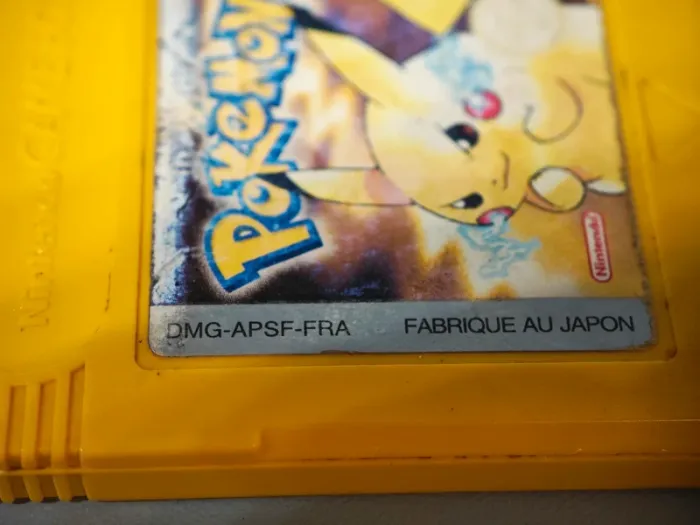 POKéMON
Nintendo
DMG-APSF-FRA FABRIQUE AU JAPON